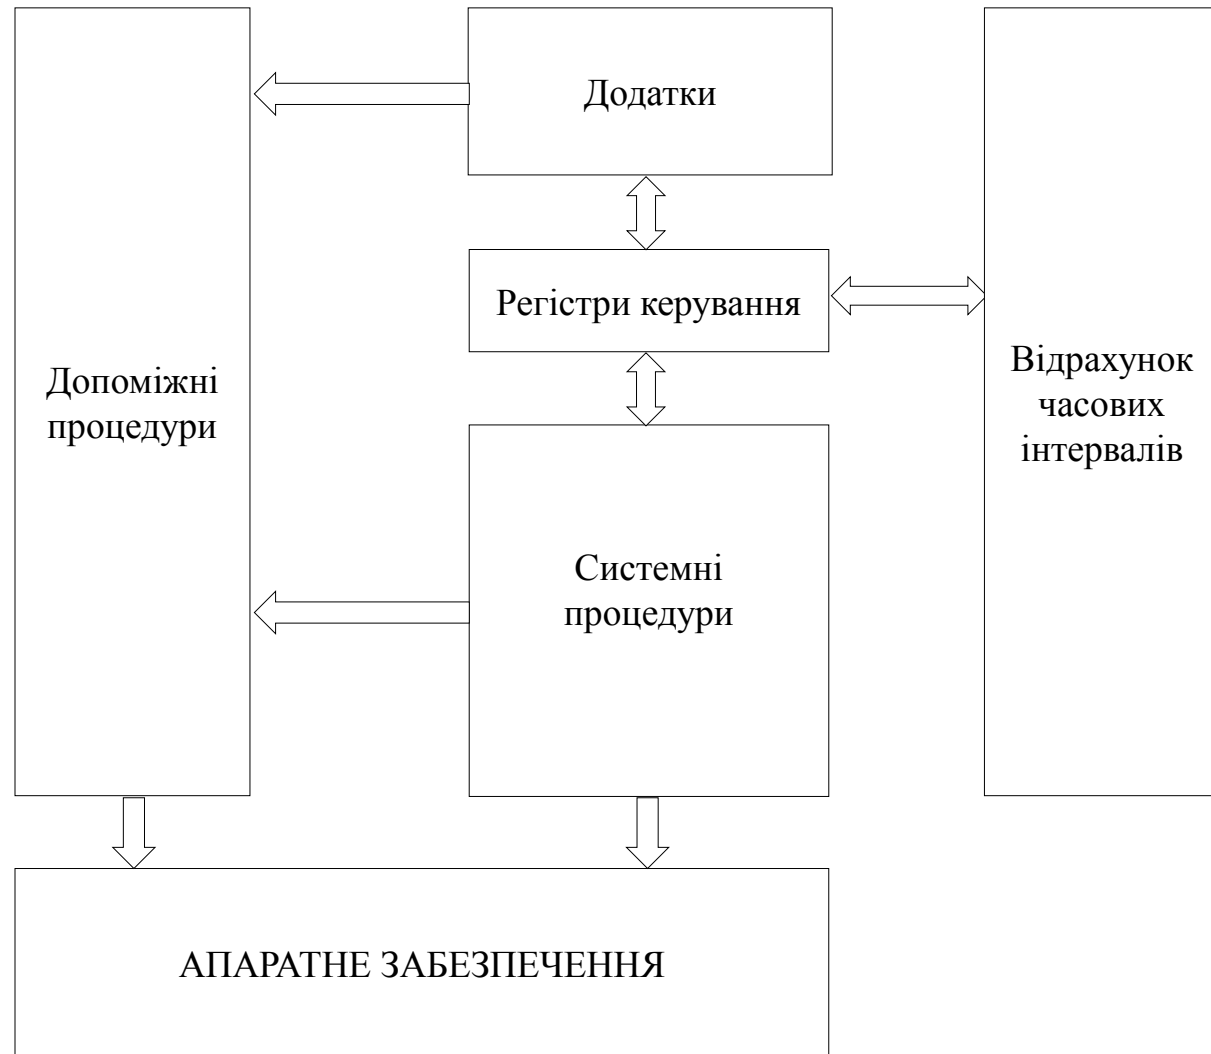 Додатки
Регістри керування
Допоміжні
процедури
Відрахунок
часових
інтервалів
Системні
процедури
АПАРАТНЕ ЗАБЕЗПЕЧЕННЯ